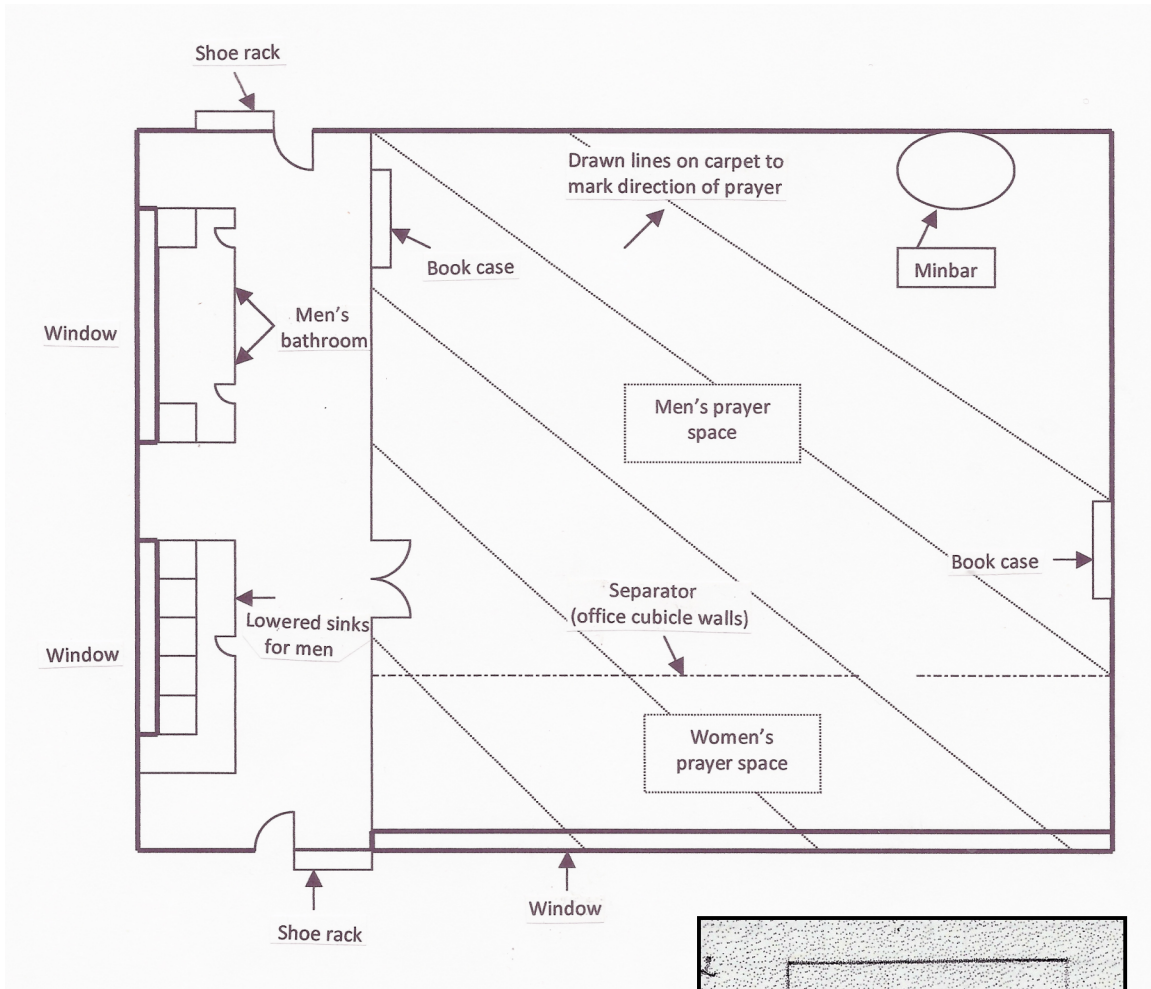 Shoe rack
Drawn lines on carpet to
mark direction of prayer
Minbar
Book case
Men's
bathroom
Window
Men's prayer
space
Book case
Separator
(office cubicle walls)
Lowered sinks
for men
Window
Women's
prayer space
Window
Shoe rack